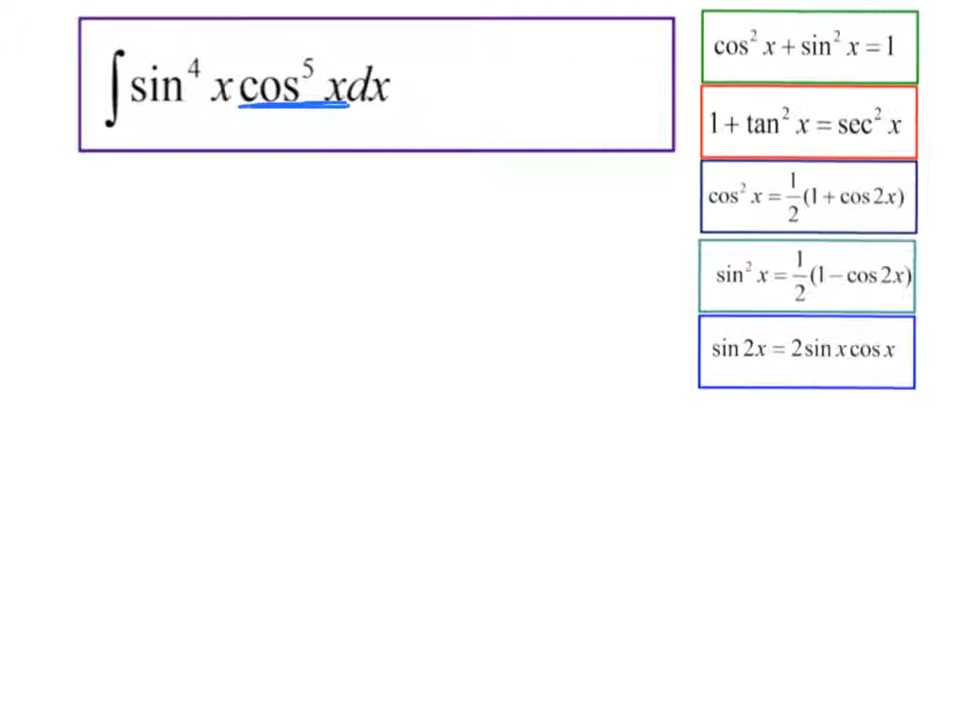 ∫sin⁴ x cos⁵ xdx
cos² x + sin² x = 1
1 + tan² x = sec² x
cos² x = 1/2 (1 + cos 2x)
sin² x = 1/2 (1 − cos 2x)
sin 2x = 2 sin x cos x